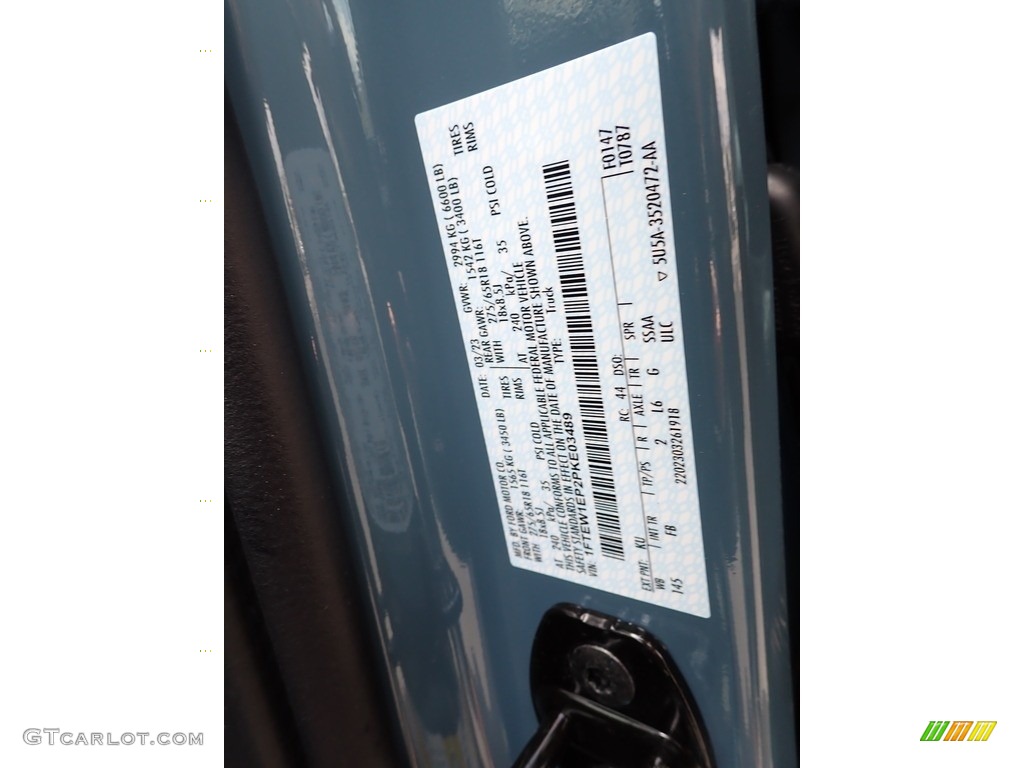 MFD. BY FORD MOTOR CO.
DATE: 03/23 GVWR: 2994 KG ( 6600 LB)
FRONT GAWR: 1565 KG ( 3450 LB) REAR GAWR: 1542 KG ( 3400 LB)
WITH 275/65R18 116T TIRES WITH 275/65R18 116T TIRES
18x8.5J RIMS 18x8.5J RIMS
AT 240 kPa/ 35 PSI COLD AT 240 kPa/ 35 PSI COLD
THIS VEHICLE CONFORMS TO ALL APPLICABLE FEDERAL MOTOR VEHICLE
SAFETY STANDARDS IN EFFECT ON THE DATE OF MANUFACTURE SHOWN ABOVE.
VIN: 1FTEW1EP2PKE03489 TYPE: Truck
F0147
T0787
EXT PNT: KU RC: 44 DSO:
WB INT TR TP/PS R AXLE TR SPR
145 FB 2 L6 G SSAA
2202303261918 ULC
▽ 5U5A-3520472-AA
GTCARLOT.COM